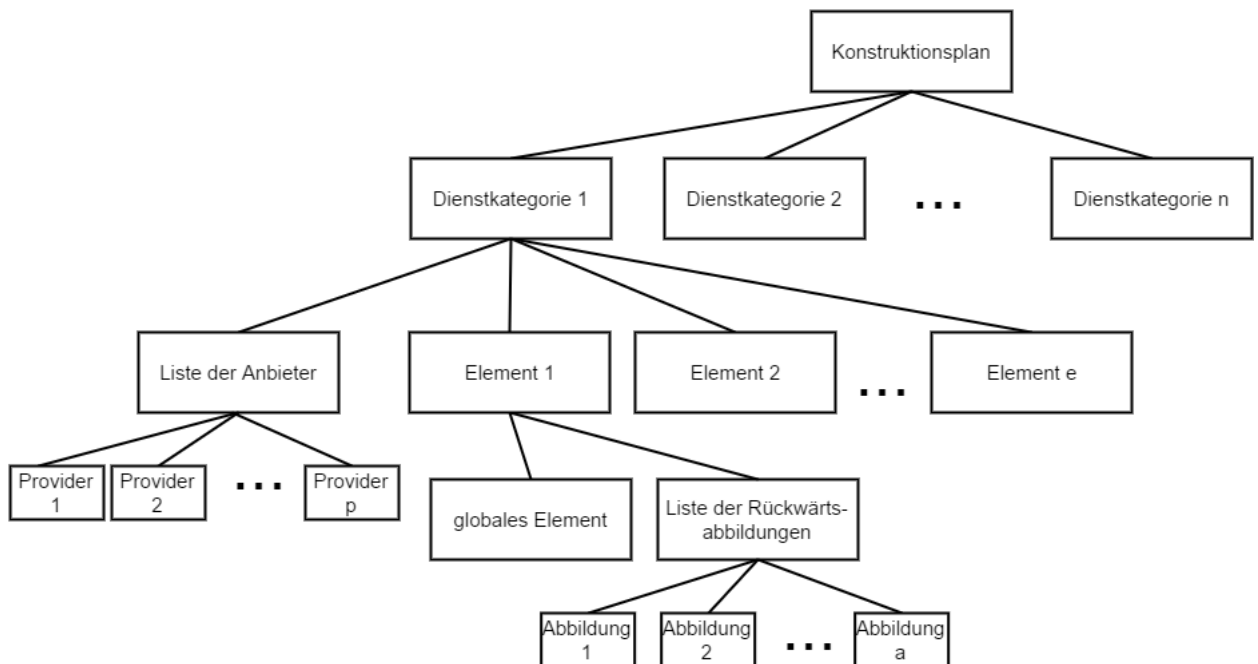 Konstruktionsplan
Dienstkategorie 1
Dienstkategorie 2
...
Dienstkategorie n
Liste der Anbieter
Element 1
Element 2
...
Element e
Provider
1
Provider
2
...
Provider
p
globales Element
Liste der Rückwärts-
abbildungen
Abbildung
1
Abbildung
2
...
Abbildung
a